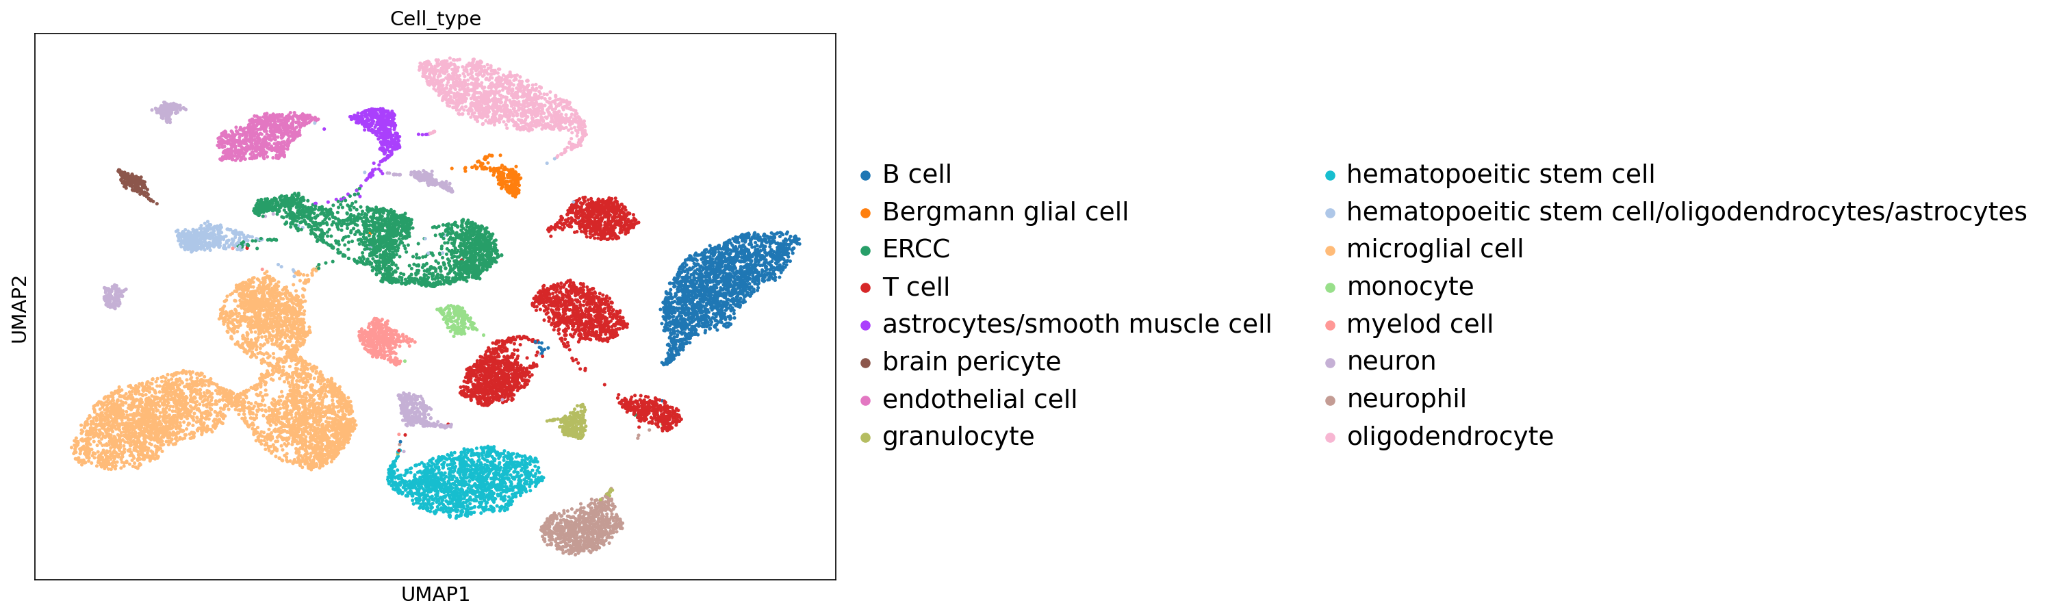 Cell_type
UMAP2
UMAP1
B cell
Bergmann glial cell
ERCC
T cell
astrocytes/smooth muscle cell
brain pericyte
endothelial cell
granulocyte
hematopoeitic stem cell
hematopoeitic stem cell/oligodendrocytes/astrocytes
microglial cell
monocyte
myelod cell
neuron
neurophil
oligodendrocyte